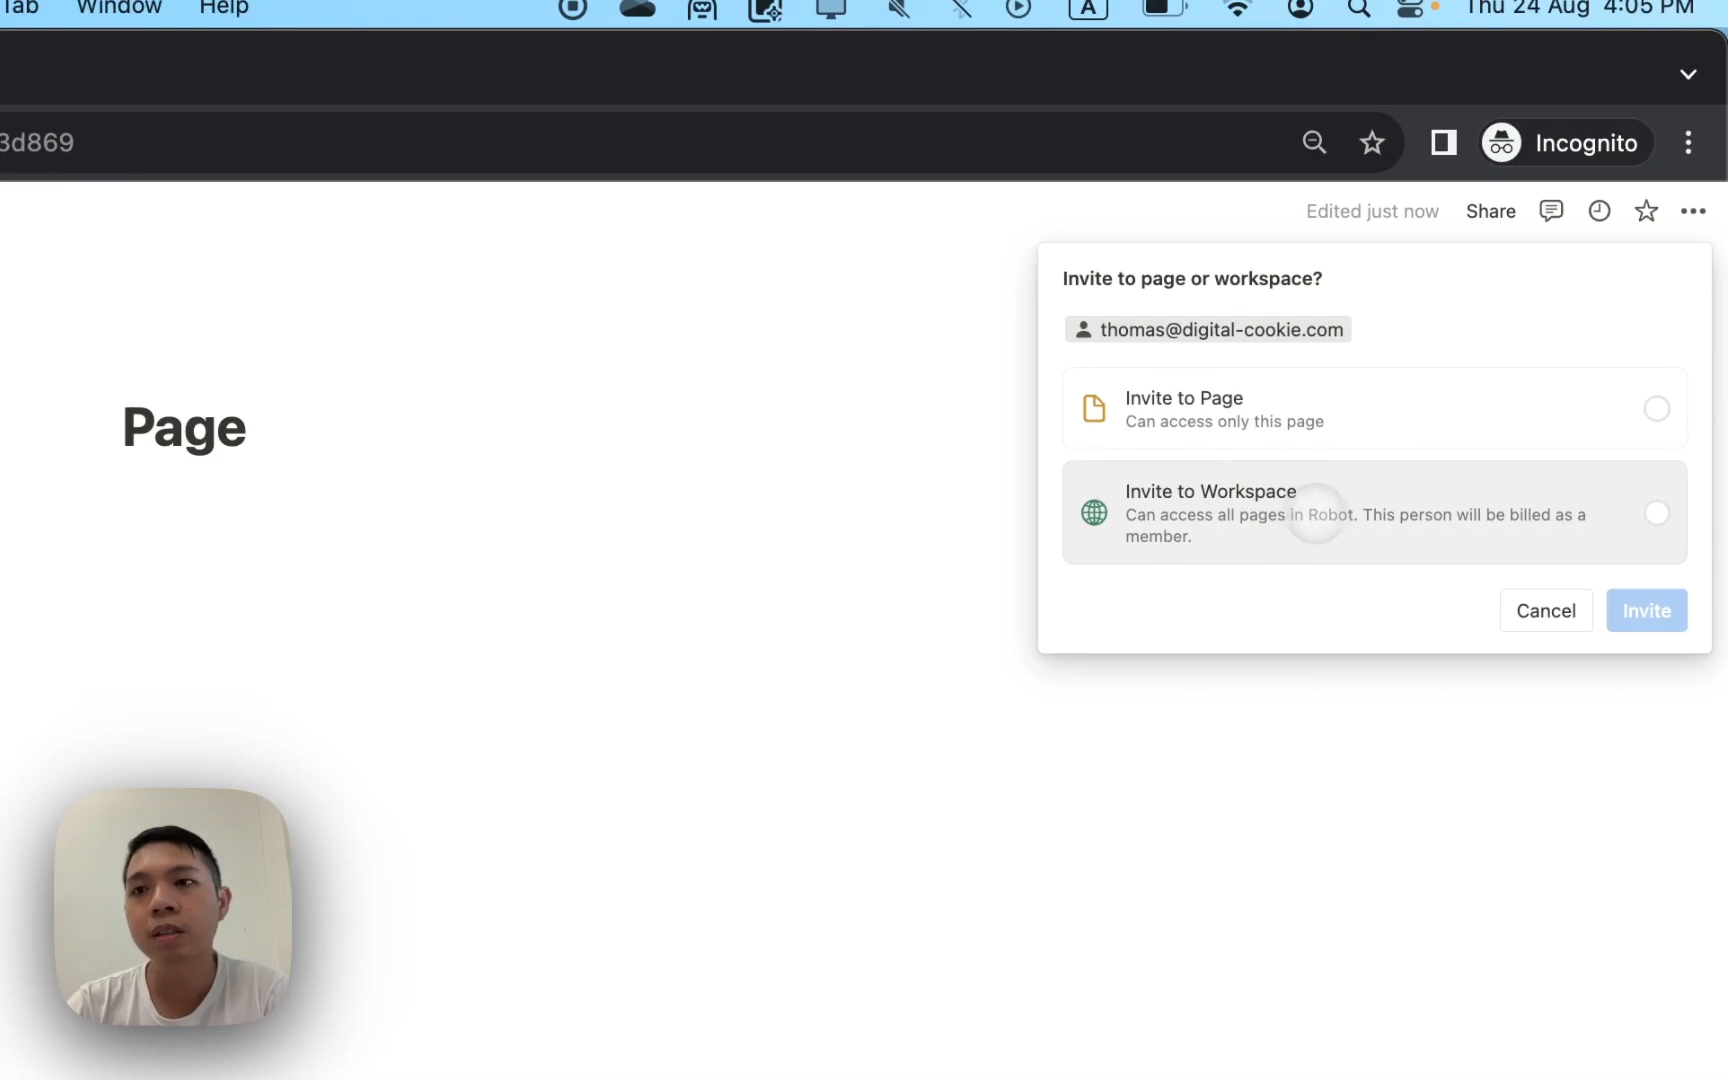 Tab Window Help A Thu 24 Aug 4:05 PM
3d869
Incognito
Edited just now Share
Invite to page or workspace?
thomas@digital-cookie.com
Invite to Page
Can access only this page
Page
Invite to Workspace
Can access all pages in Robot. This person will be billed as a
member.
Cancel Invite